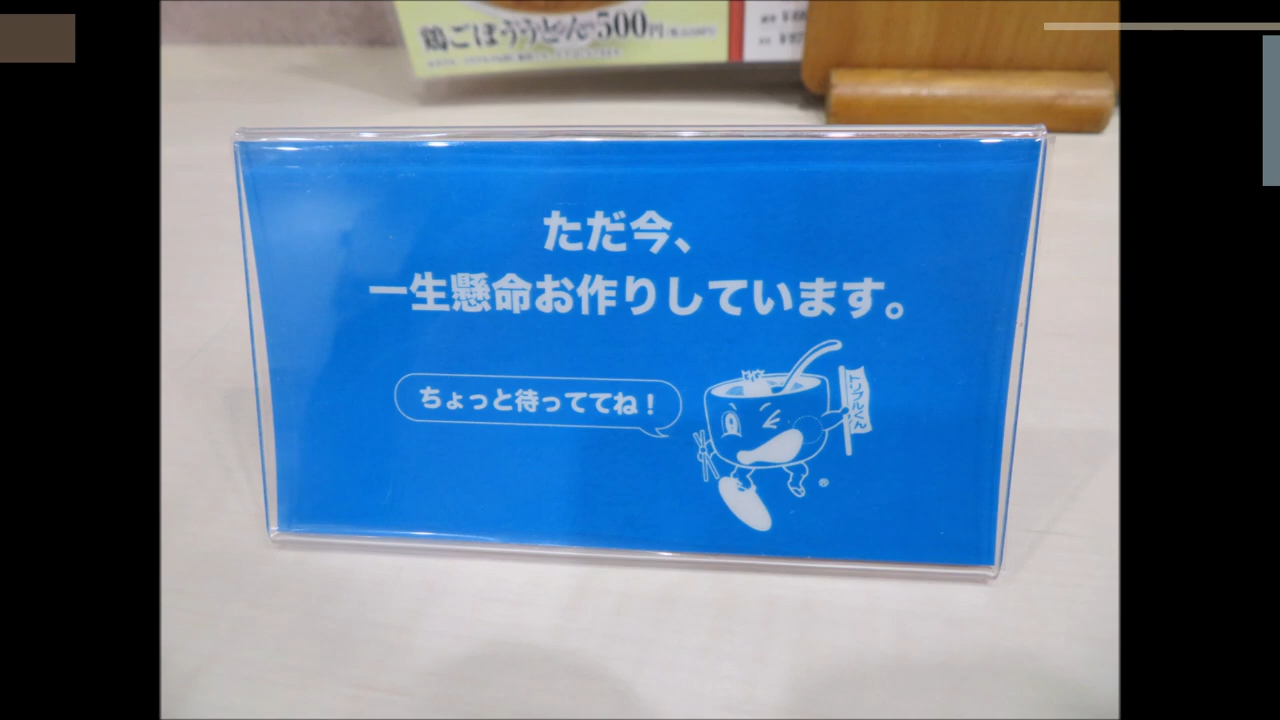 鶏ごぼううどん500円
ただ今、
一生懸命お作りしています。
ちょっと待っててね！
トリプルくん
®